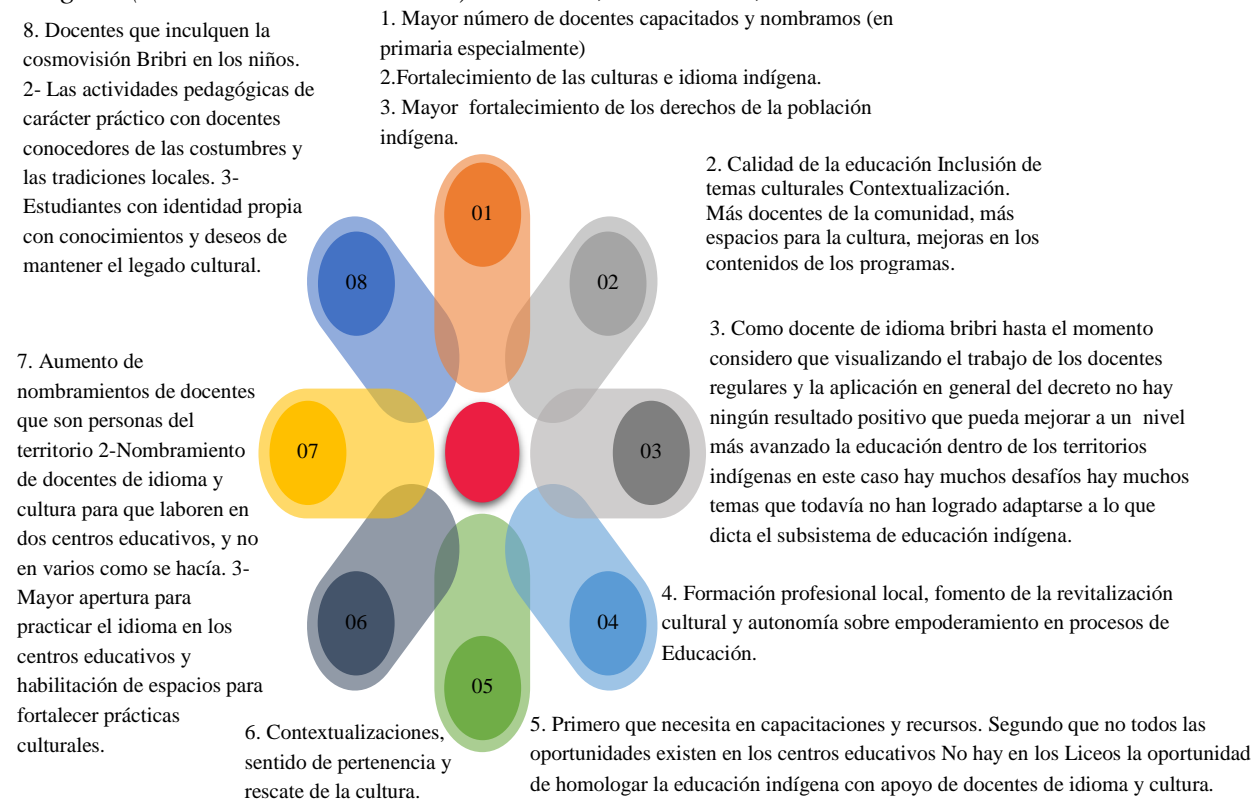 1. Mayor número de docentes capacitados y nombramos (en
primaria especialmente)
2.Fortalecimiento de las culturas e idioma indígena.
3. Mayor fortalecimiento de los derechos de la población
indígena.
2. Calidad de la educación Inclusión de
temas culturales Contextualización.
Más docentes de la comunidad, más
espacios para la cultura, mejoras en los
contenidos de los programas.
3. Como docente de idioma bribri hasta el momento
considero que visualizando el trabajo de los docentes
regulares y la aplicación en general del decreto no hay
ningún resultado positivo que pueda mejorar a un nivel
más avanzado la educación dentro de los territorios
indígenas en este caso hay muchos desafíos hay muchos
temas que todavía no han logrado adaptarse a lo que
dicta el subsistema de educación indígena.
4. Formación profesional local, fomento de la revitalización
cultural y autonomía sobre empoderamiento en procesos de
Educación.
5. Primero que necesita en capacitaciones y recursos. Segundo que no todos las
oportunidades existen en los centros educativos No hay en los Liceos la oportunidad
de homologar la educación indígena con apoyo de docentes de idioma y cultura.
6. Contextualizaciones,
sentido de pertenencia y
rescate de la cultura.
7. Aumento de
nombramientos de docentes
que son personas del
territorio 2-Nombramiento
de docentes de idioma y
cultura para que laboren en
dos centros educativos, y no
en varios como se hacía. 3-
Mayor apertura para
practicar el idioma en los
centros educativos y
habilitación de espacios para
fortalecer prácticas
culturales.
8. Docentes que inculquen la
cosmovisión Bribri en los niños.
2- Las actividades pedagógicas de
carácter práctico con docentes
conocedores de las costumbres y
las tradiciones locales. 3-
Estudiantes con identidad propia
con conocimientos y deseos de
mantener el legado cultural.
01
02
03
04
05
06
07
08